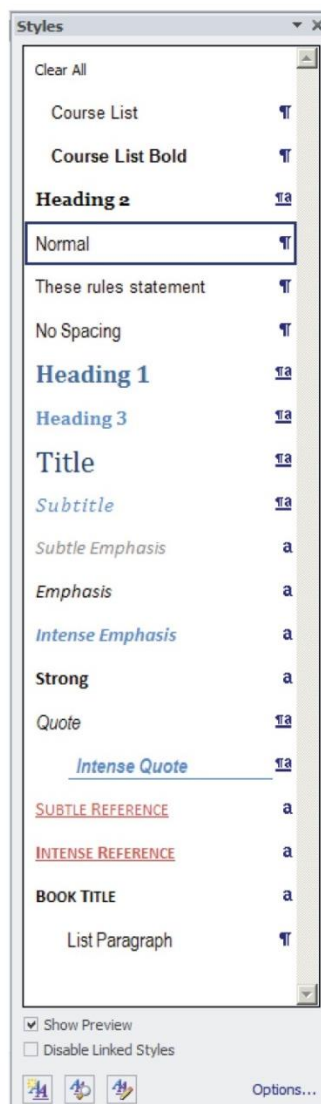 Styles
Clear All
Course List ¶
Course List Bold ¶
Heading 2 ¶a
Normal ¶
These rules statement ¶
No Spacing ¶
Heading 1 ¶a
Heading 3 ¶a
Title ¶a
Subtitle ¶a
Subtle Emphasis a
Emphasis a
Intense Emphasis a
Strong a
Quote ¶a
Intense Quote ¶a
SUBTLE REFERENCE a
INTENSE REFERENCE a
BOOK TITLE a
List Paragraph ¶
Show Preview
Disable Linked Styles
Options...